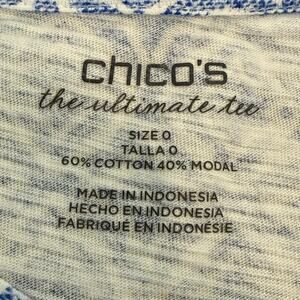 chico's
the ultimate tee
SIZE 0
TALLA 0
60% COTTON 40% MODAL
MADE IN INDONESIA
HECHO EN INDONESIA
FABRIQUÉ EN INDONÉSIE